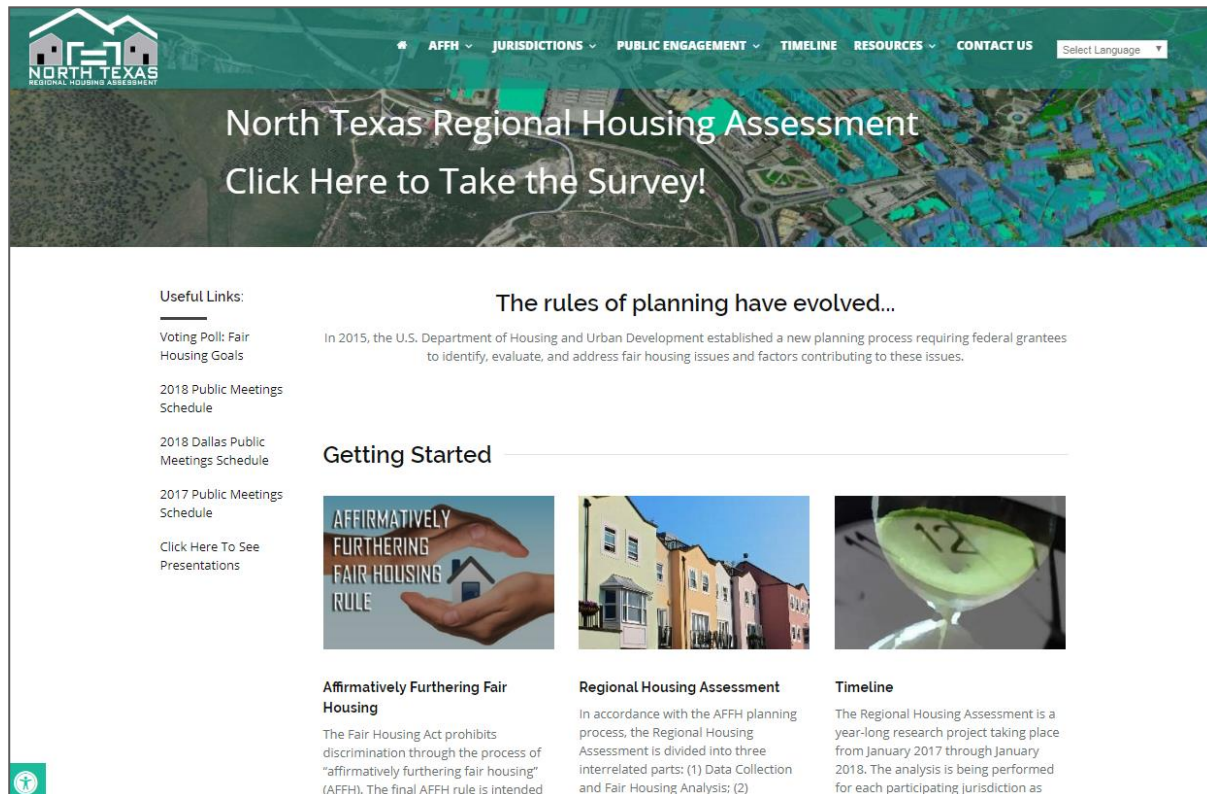 NORTH TEXAS
REGIONAL HOUSING ASSESSMENT
AFFH
JURISDICTIONS
PUBLIC ENGAGEMENT
TIMELINE
RESOURCES
CONTACT US
Select Language
North Texas Regional Housing Assessment
Click Here to Take the Survey!
Useful Links:
Voting Poll: Fair
Housing Goals
2018 Public Meetings
Schedule
2018 Dallas Public
Meetings Schedule
2017 Public Meetings
Schedule
Click Here To See
Presentations
The rules of planning have evolved...
In 2015, the U.S. Department of Housing and Urban Development established a new planning process requiring federal grantees
to identify, evaluate, and address fair housing issues and factors contributing to these issues.
Getting Started
AFFIRMATIVELY
FURTHERING
FAIR HOUSING
RULE
Affirmatively Furthering Fair
Housing
The Fair Housing Act prohibits
discrimination through the process of
“affirmatively furthering fair housing”
(AFFH). The final AFFH rule is intended
Regional Housing Assessment
In accordance with the AFFH planning
process, the Regional Housing
Assessment is divided into three
interrelated parts: (1) Data Collection
and Fair Housing Analysis; (2)
12
Timeline
The Regional Housing Assessment is a
year-long research project taking place
from January 2017 through January
2018. The analysis is being performed
for each participating jurisdiction as